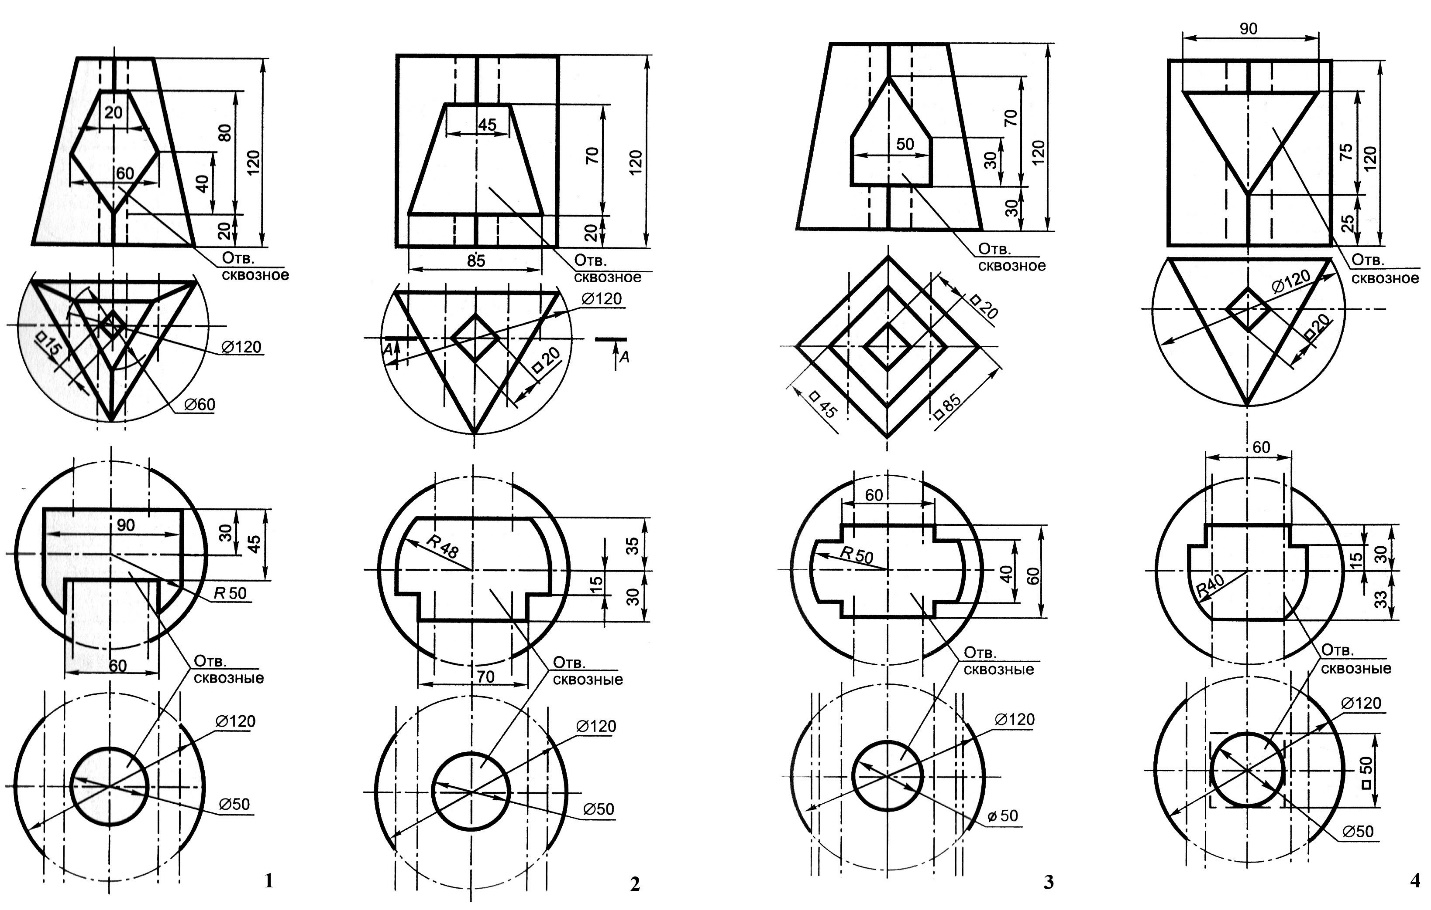 20
60
40
80
20
120
Отв.
сквозное
□15
Ø120
Ø60
90
30
45
R50
60
Отв.
сквозные
Ø120
Ø50
1
45
70
20
120
85
Отв.
сквозное
Ø120
A
A
□20
R48
35
15
30
70
Отв.
сквозные
Ø120
Ø50
2
50
30
70
30
120
Отв.
сквозное
□20
□45
□85
60
R50
40
60
Отв.
сквозные
Ø120
ø50
3
90
75
25
120
Отв.
сквозное
Ø120
□20
60
R40
15
30
33
Отв.
сквозные
Ø120
□50
Ø50
4